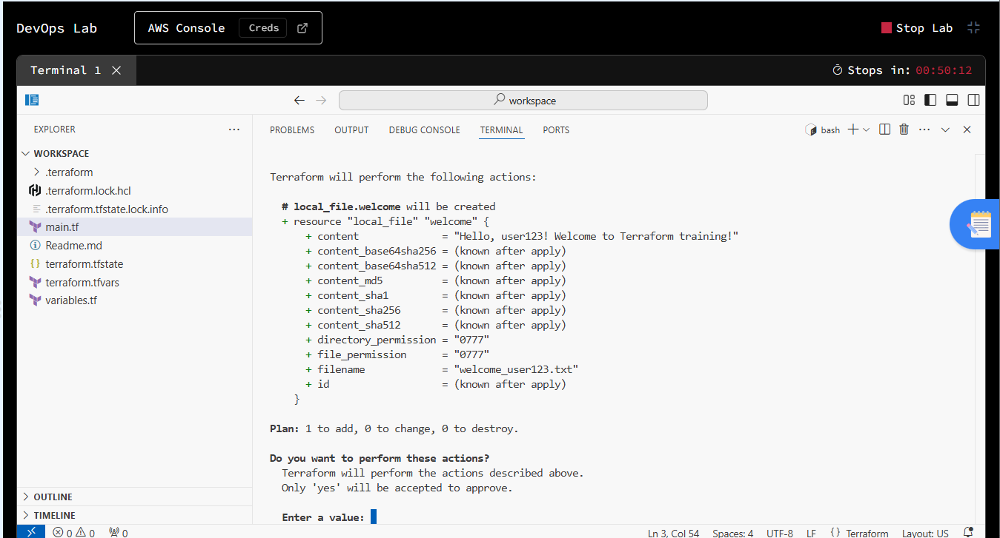 DevOps Lab
AWS Console Creds
Stop Lab
Terminal 1
Stops in: 00:50:12
workspace
EXPLORER
PROBLEMS OUTPUT DEBUG CONSOLE TERMINAL PORTS
bash
WORKSPACE
.terraform
.terraform.lock.hcl
.terraform.tfstate.lock.info
main.tf
Readme.md
terraform.tfstate
terraform.tfvars
variables.tf
OUTLINE
TIMELINE
Terraform will perform the following actions:
# local_file.welcome will be created
+ resource "local_file" "welcome" {
+ content = "Hello, user123! Welcome to Terraform training!"
+ content_base64sha256 = (known after apply)
+ content_base64sha512 = (known after apply)
+ content_md5 = (known after apply)
+ content_sha1 = (known after apply)
+ content_sha256 = (known after apply)
+ content_sha512 = (known after apply)
+ directory_permission = "0777"
+ file_permission = "0777"
+ filename = "welcome_user123.txt"
+ id = (known after apply)
}
Plan: 1 to add, 0 to change, 0 to destroy.
Do you want to perform these actions?
Terraform will perform the actions described above.
Only 'yes' will be accepted to approve.
Enter a value:
0 0 0
Ln 3, Col 54 Spaces: 4 UTF-8 LF {} Terraform Layout: US